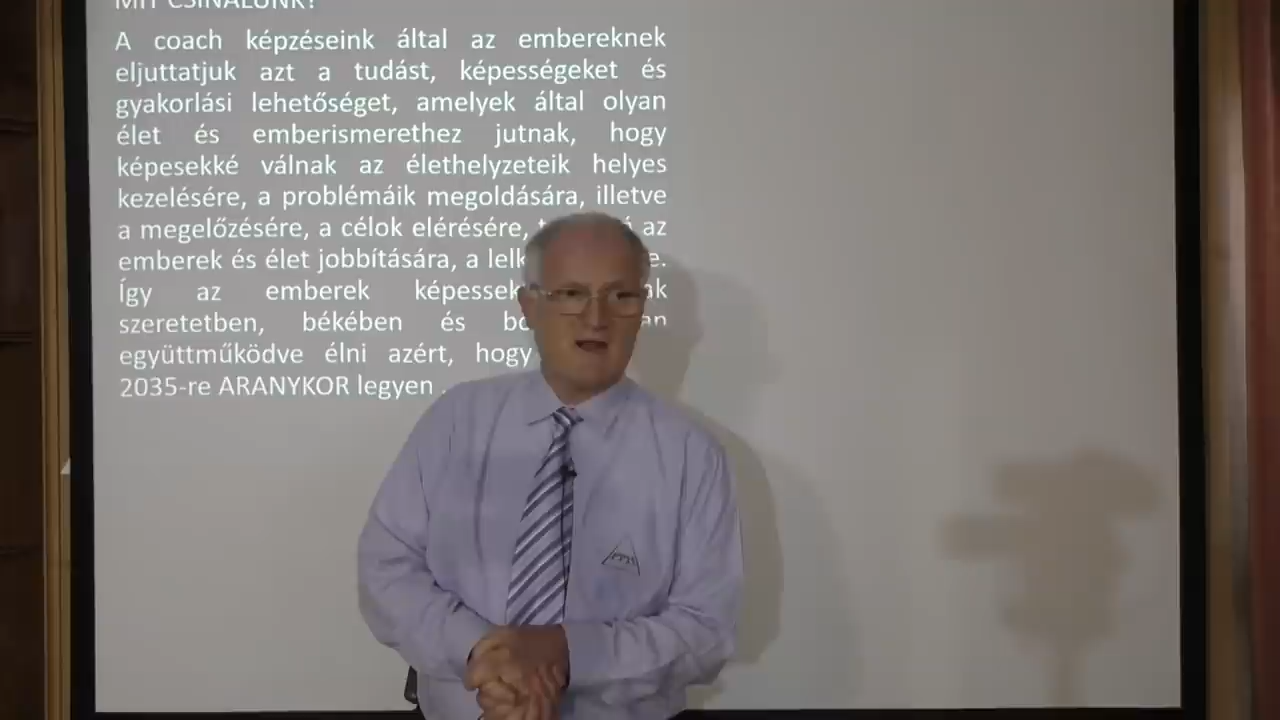 MIT CSINÁLUNK?
A coach képzéseink által az embereknek
eljuttatjuk azt a tudást, képességeket és
gyakorlási lehetőséget, amelyek által olyan
élet és emberismerethez jutnak, hogy
képesekké válnak az élethelyzeteik helyes
kezelésére, a problémáik megoldására, illetve
a megelőzésére, a célok elérésére, az
emberek és élet jobbítására, a
Így az emberek
szeretetben, békében és
együttműködve élni azért, hogy
2035-re ARANYKOR legyen .